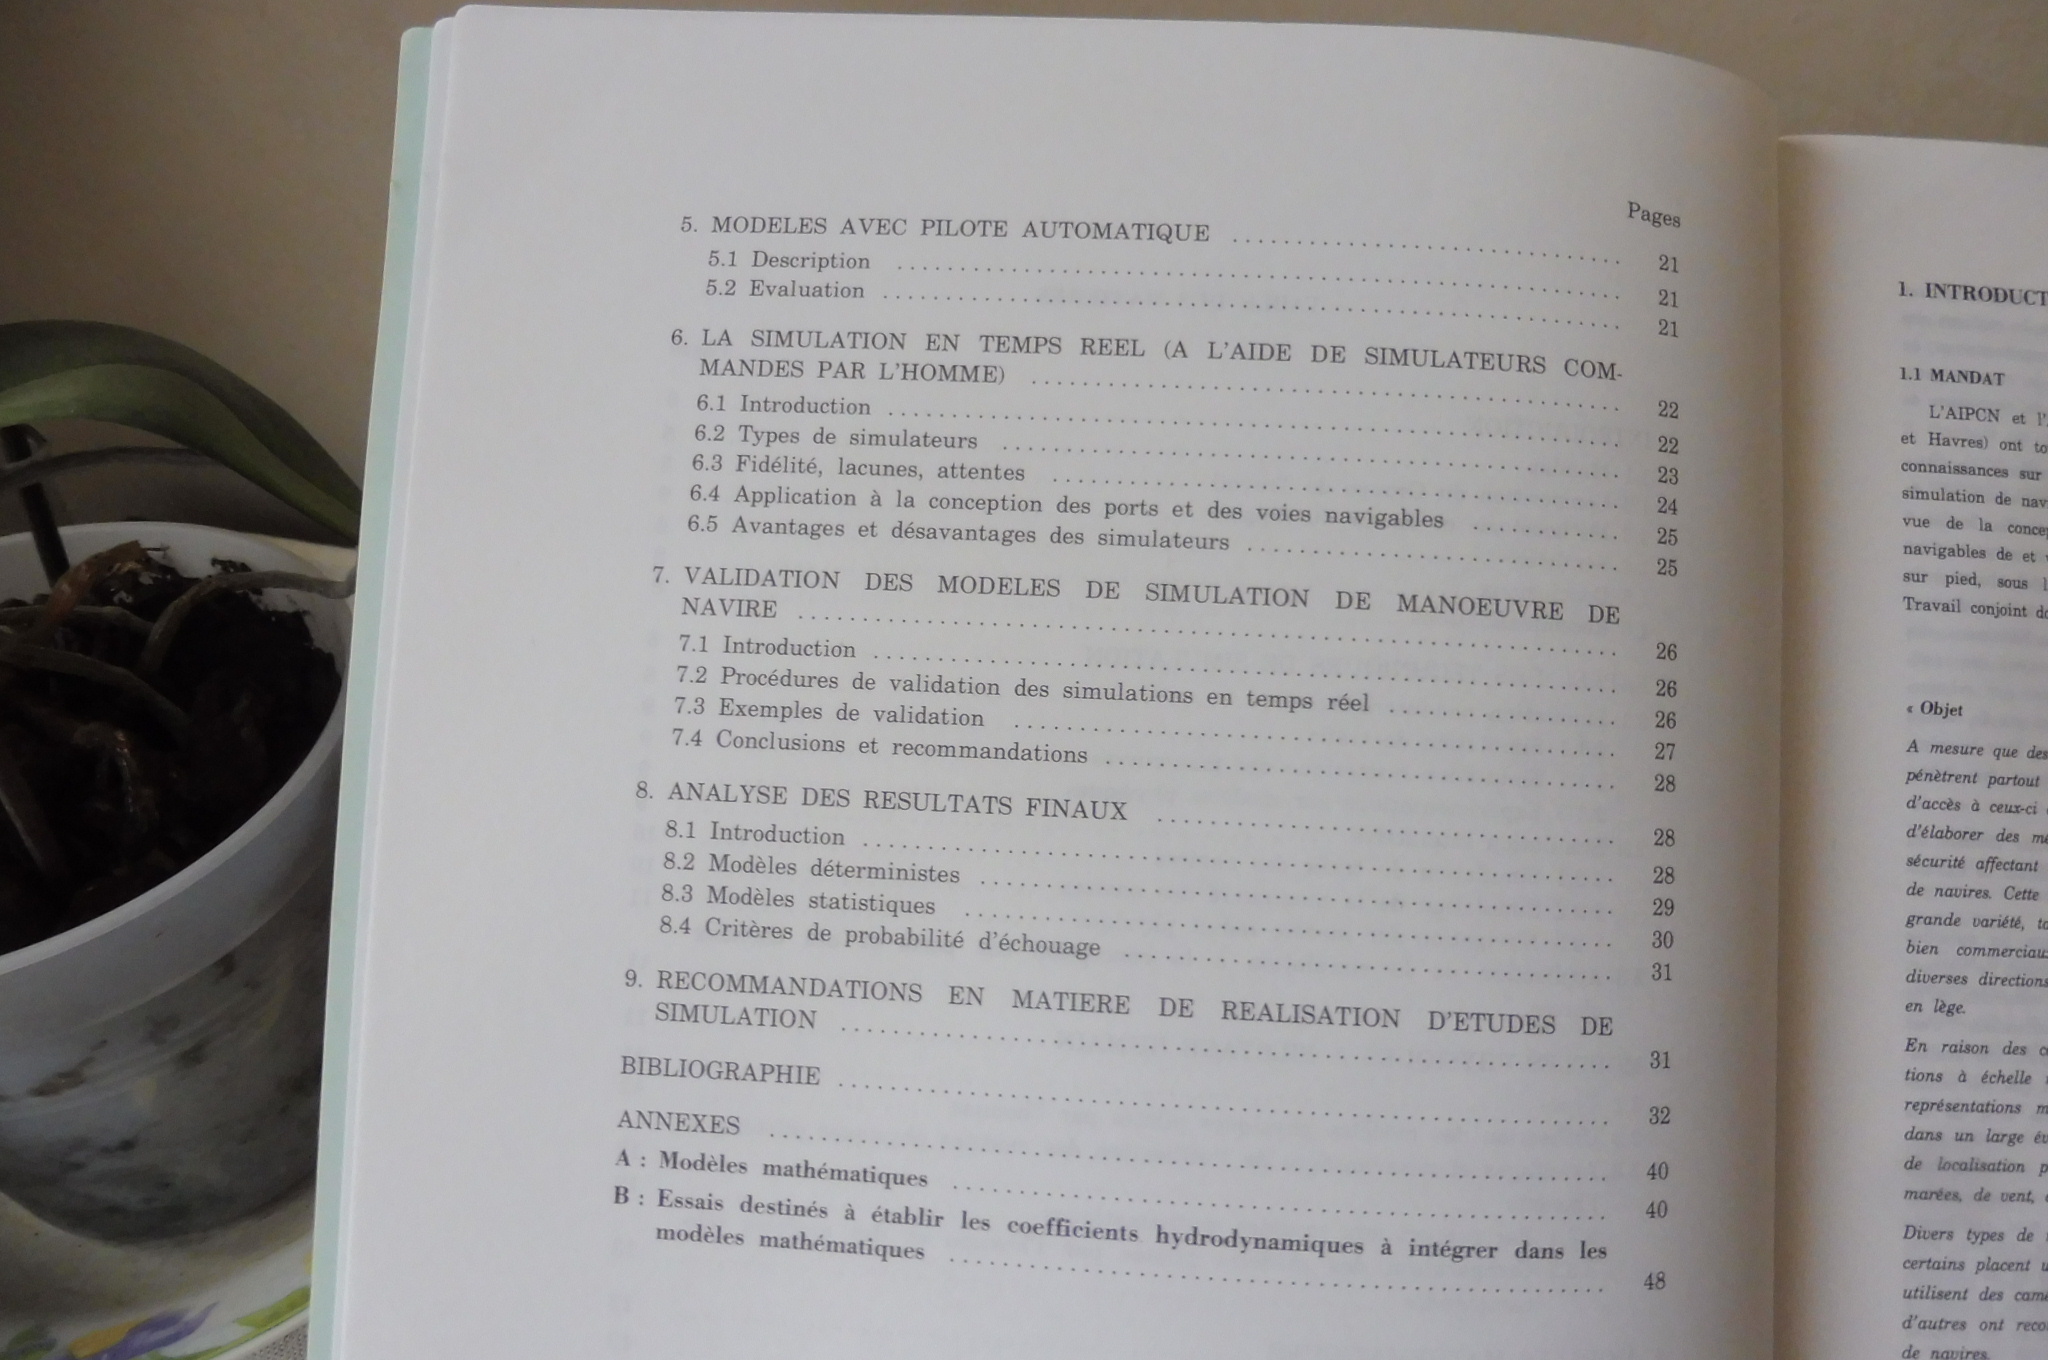 Pages
5. MODELES AVEC PILOTE AUTOMATIQUE ........ 21
5.1 Description ........ 21
5.2 Evaluation ........ 21
6. LA SIMULATION EN TEMPS REEL (A L'AIDE DE SIMULATEURS COM-
MANDES PAR L'HOMME) ........ 22
6.1 Introduction ........ 22
6.2 Types de simulateurs ........ 23
6.3 Fidélité, lacunes, attentes ........ 24
6.4 Application à la conception des ports et des voies navigables ........ 25
6.5 Avantages et désavantages des simulateurs ........ 25
7. VALIDATION DES MODELES DE SIMULATION DE MANOEUVRE DE
NAVIRE ........ 26
7.1 Introduction ........ 26
7.2 Procédures de validation des simulations en temps réel ........ 26
7.3 Exemples de validation ........ 27
7.4 Conclusions et recommandations ........ 28
8. ANALYSE DES RESULTATS FINAUX ........ 28
8.1 Introduction ........ 28
8.2 Modèles déterministes ........ 29
8.3 Modèles statistiques ........ 30
8.4 Critères de probabilité d'échouage ........ 31
9. RECOMMANDATIONS EN MATIERE DE REALISATION D'ETUDES DE
SIMULATION ........ 31
BIBLIOGRAPHIE ........ 32
ANNEXES ........ 40
A : Modèles mathématiques ........ 40
B : Essais destinés à établir les coefficients hydrodynamiques à intégrer dans les
modèles mathématiques ........ 48
1. INTRODUCT
1.1 MANDAT
L'AIPCN et
et Havres) ont
connaissances sur
simulation de
vue de la
navigables de et
sur pied, sous
Travail conjoint
« Objet
A mesure que des
pénètrent partout
d'accès à ceux-ci
d'élaborer des
sécurité affectant
de navires. Cette
grande variété,
bien
diverses directions
en lège.
En raison des
tions à échelle
représentations
dans un large
de localisation
marées, de vent,
Divers types de
certains placent
utilisent des
d'autres ont
de navires.